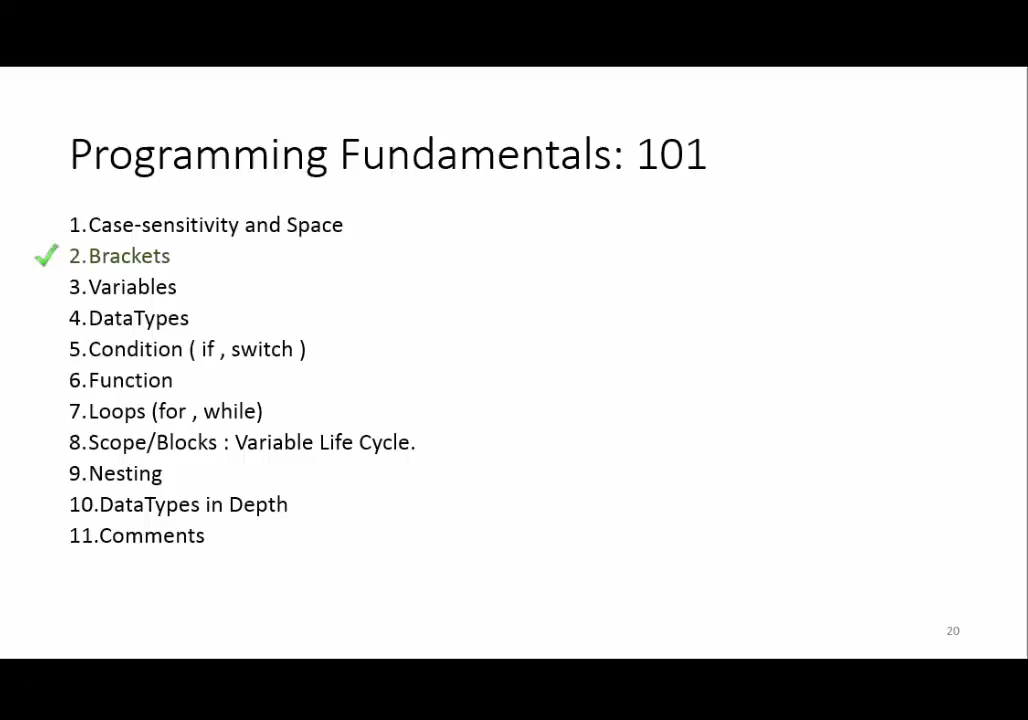 Programming Fundamentals: 101
1.Case-sensitivity and Space
2.Brackets
3.Variables
4.DataTypes
5.Condition ( if , switch )
6.Function
7.Loops (for , while)
8.Scope/Blocks : Variable Life Cycle.
9.Nesting
10.DataTypes in Depth
11.Comments
20